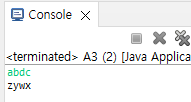 Console
<terminated> A3 (2) [Java Applica
abdc
zywx